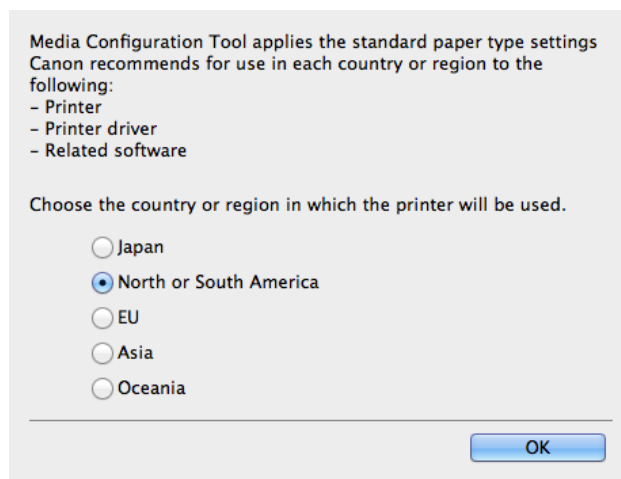 Media Configuration Tool applies the standard paper type settings
Canon recommends for use in each country or region to the
following:
– Printer
– Printer driver
– Related software
Choose the country or region in which the printer will be used.
Japan
North or South America
EU
Asia
Oceania
OK